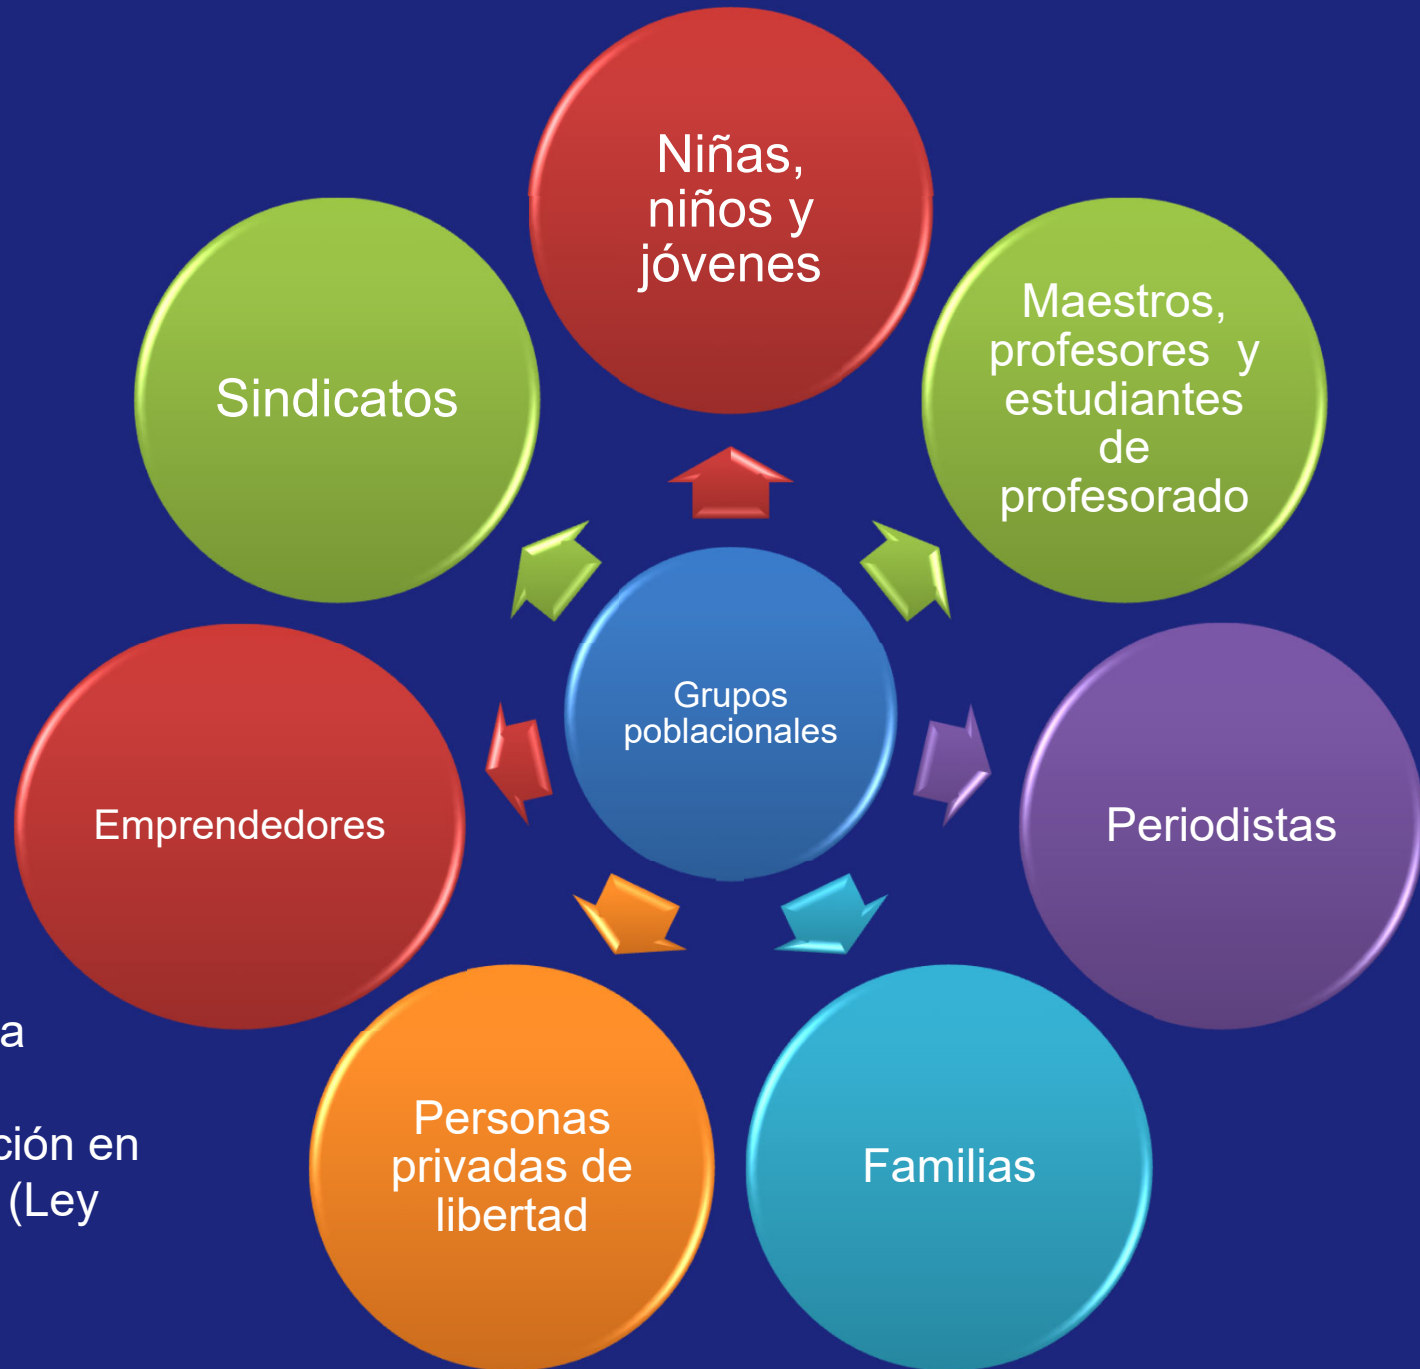 Niñas,
niños y
jóvenes
Maestros,
profesores y
estudiantes
de
profesorado
Sindicatos
Grupos
poblacionales
Emprendedores
Periodistas
Personas
privadas de
libertad
Familias
a
ción en
(Ley